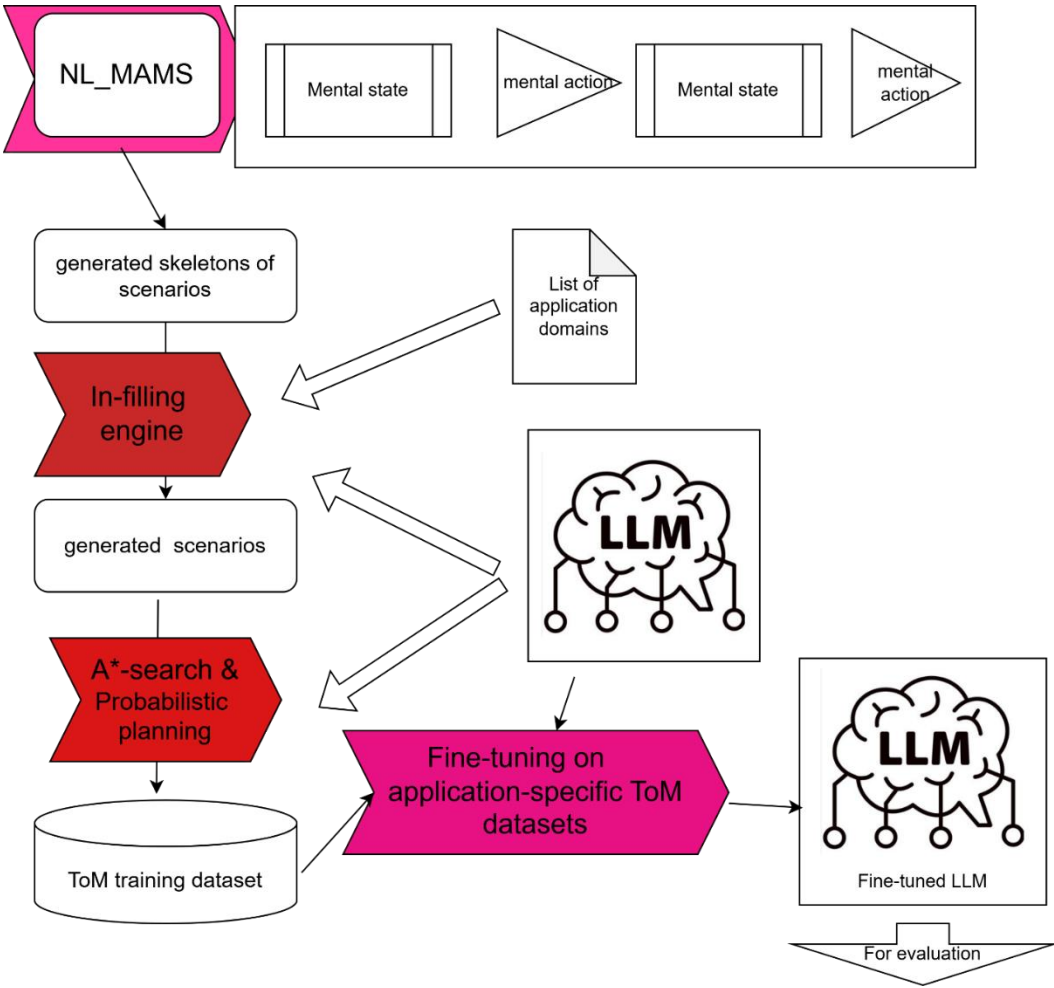 NL_MAMS
Mental state
mental action
Mental state
mental
action
generated skeletons of
scenarios
List of
application
domains
In-filling
engine
LLM
generated scenarios
A*-search &
Probabilistic
planning
Fine-tuning on
application-specific ToM
datasets
LLM
Fine-tuned LLM
ToM training dataset
For evaluation